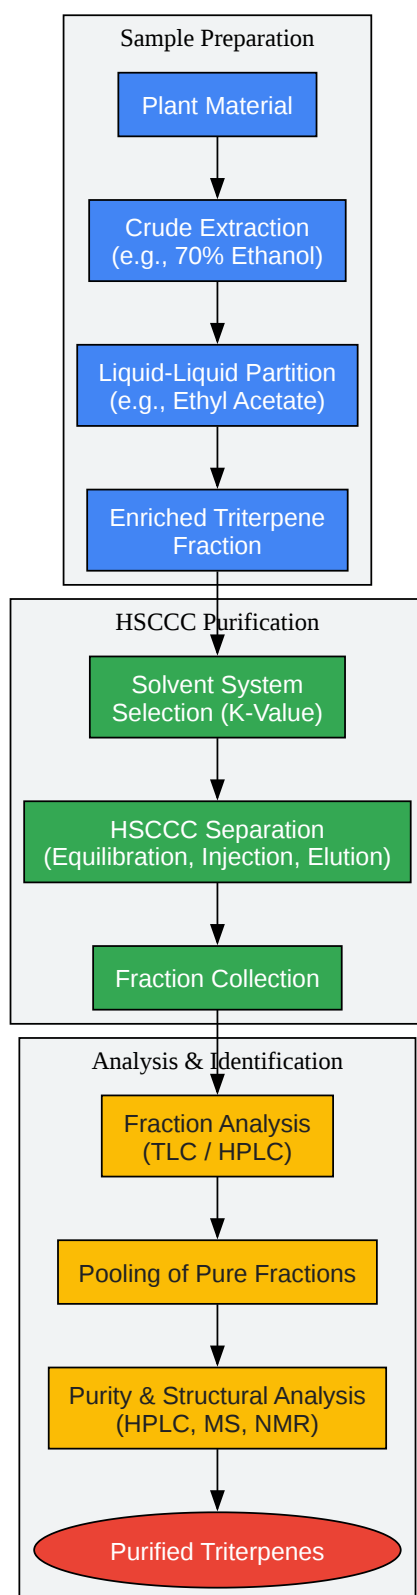 Sample Preparation
Plant Material
Crude Extraction
(e.g., 70% Ethanol)
Liquid-Liquid Partition
(e.g., Ethyl Acetate)
Enriched Triterpene
Fraction
HSCCC Purification
Solvent System
Selection (K-Value)
HSCCC Separation
(Equilibration, Injection, Elution)
Fraction Collection
Analysis & Identification
Fraction Analysis
(TLC / HPLC)
Pooling of Pure Fractions
Purity & Structural Analysis
(HPLC, MS, NMR)
Purified Triterpenes